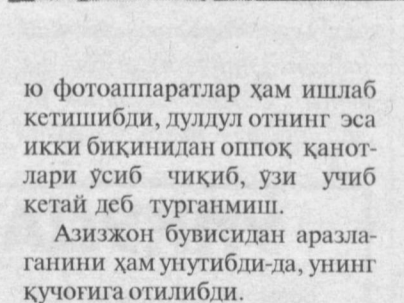 ю фотоаппаратлар ҳам ишлаб
кетишибди, дулдул отнинг эса
икки биқинидан оппоқ қанот-
лари ўсиб чиқиб, ўзи учиб
кетай деб турганмиш.
Азизжон бувисидан аразла-
ганини ҳам унутибди-да, унинг
қучоғига отилибди.